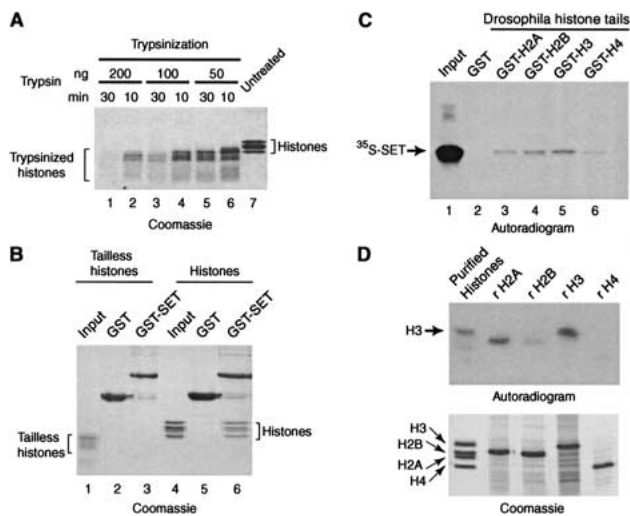 A
Trypsinization
Trypsin ng 200 100 50 Untreated
min 30 10 30 10 30 10
Trypsinized histones
Histones
1 2 3 4 5 6 7
Coomassie
B
Tailless histones
Histones
Input GST GST-SET Input GST GST-SET
Tailless histones
Histones
1 2 3 4 5 6
Coomassie
C
Drosophila histone tails
Input GST GST-H2A GST-H2B GST-H3 GST-H4
35S-SET
1 2 3 4 5 6
Autoradiogram
D
Purified Histones r H2A r H2B r H3 r H4
H3
Autoradiogram
H3
H2B
H2A
H4
Coomassie